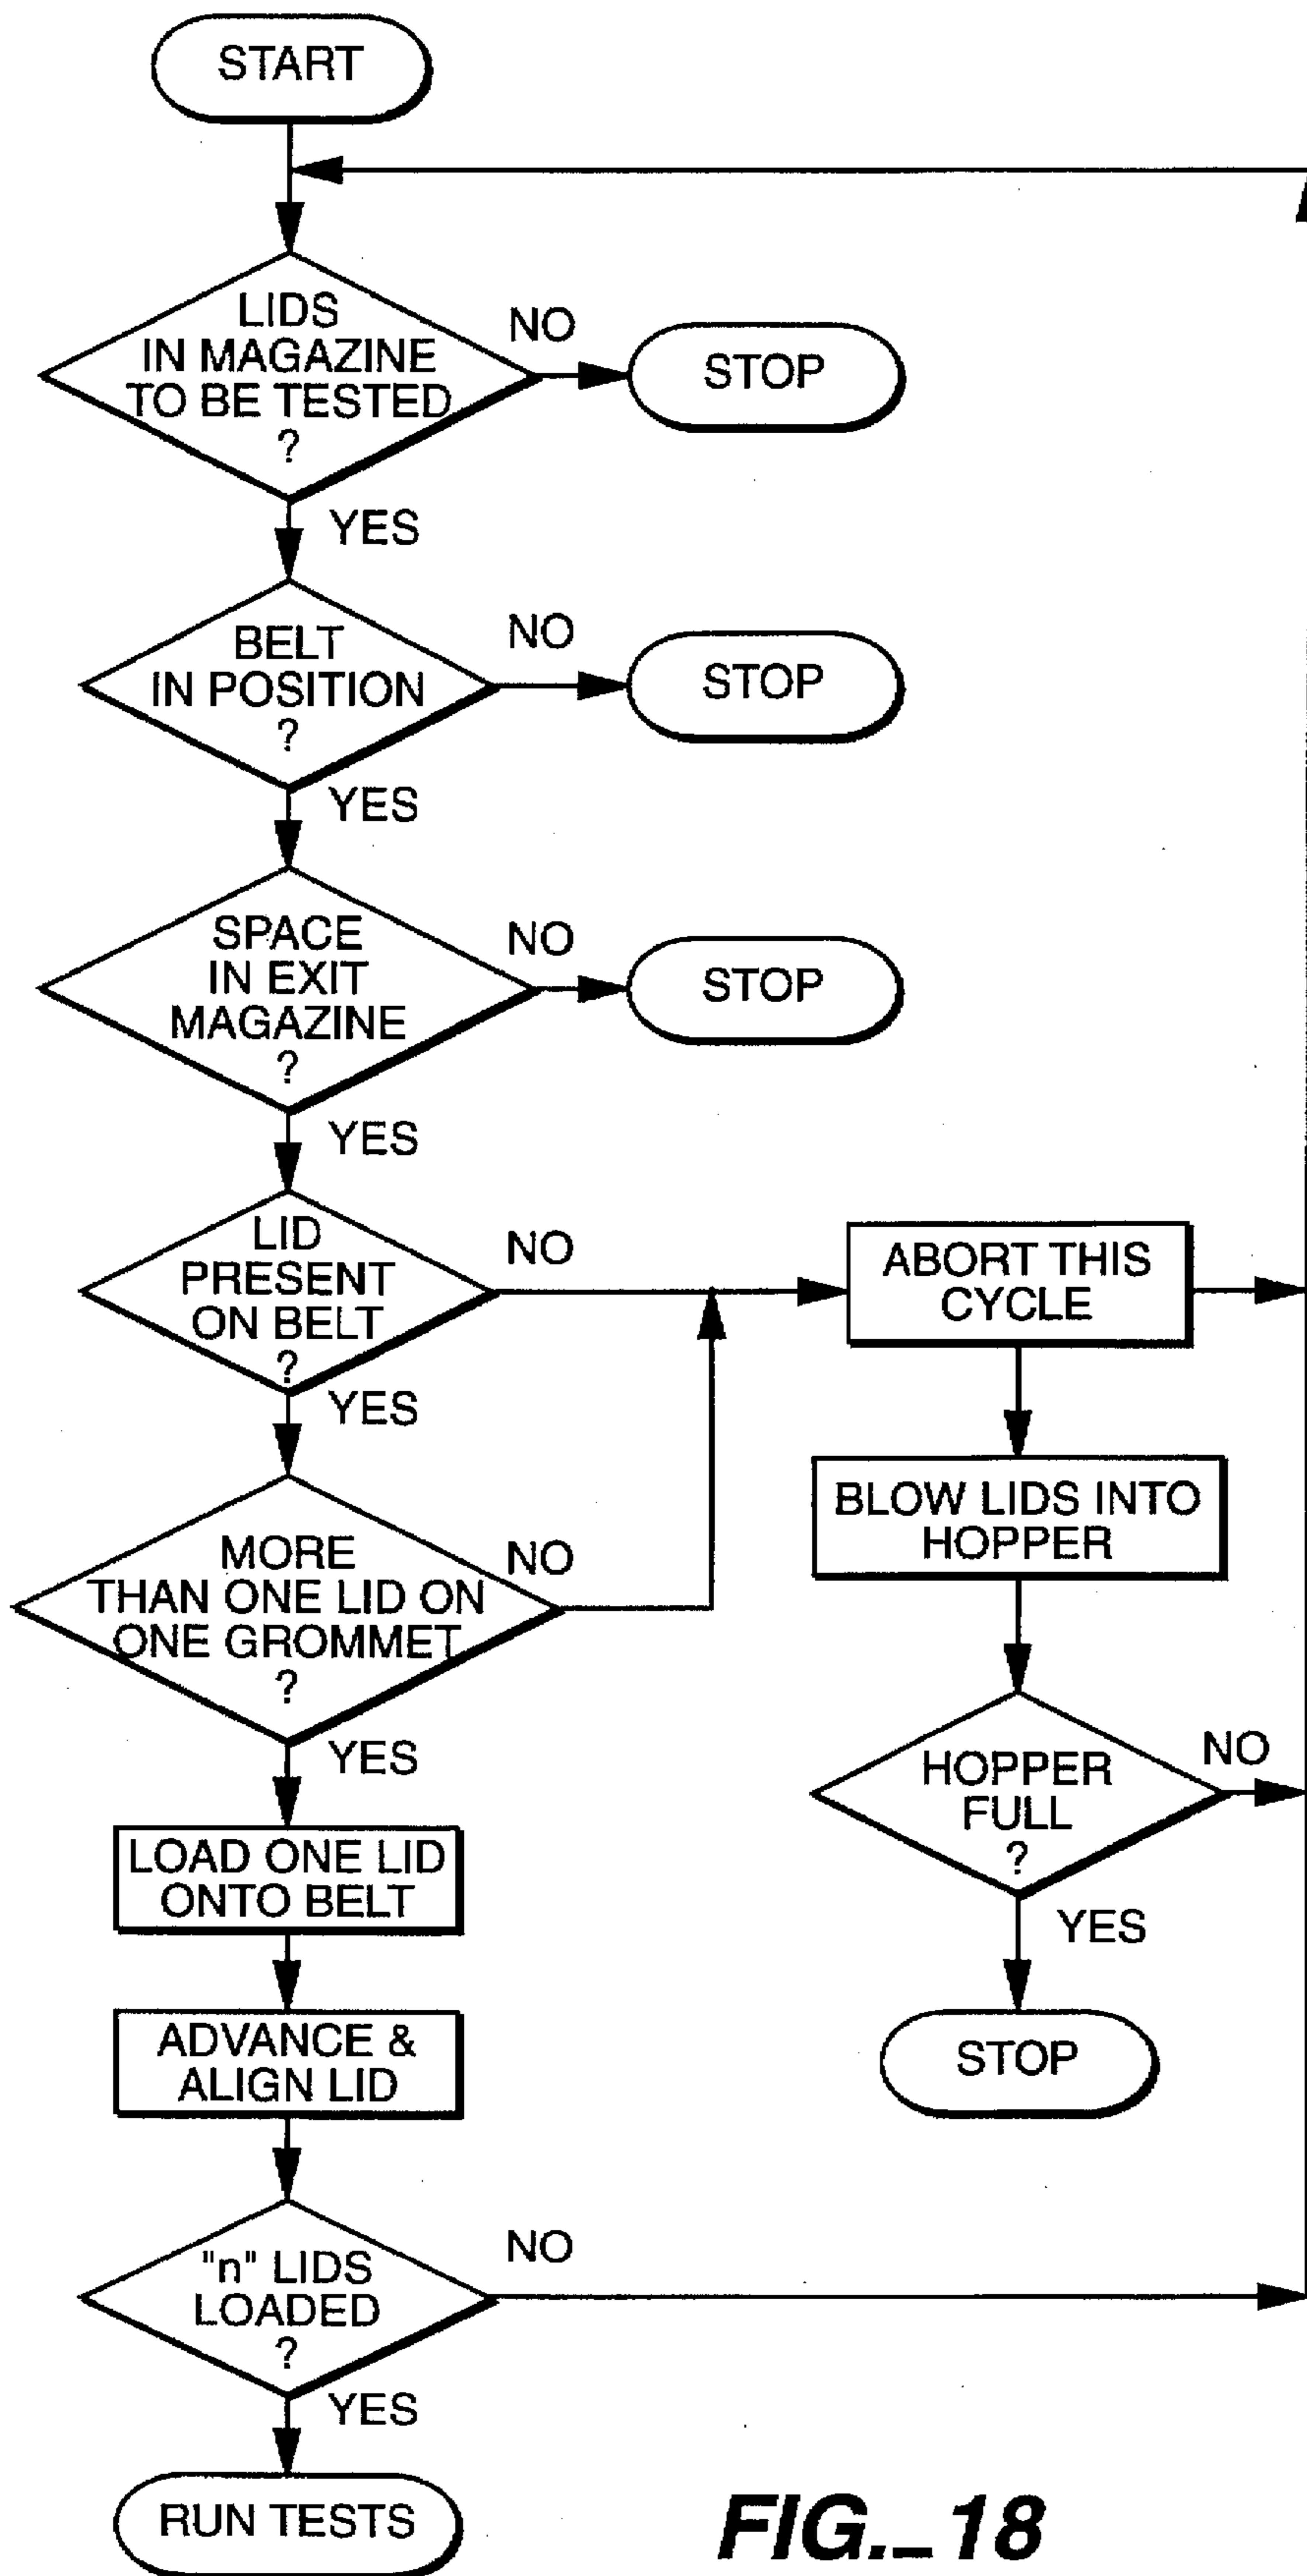 START
LIDS
IN MAGAZINE
TO BE TESTED
?
NO
STOP
YES
BELT
IN POSITION
?
NO
STOP
YES
SPACE
IN EXIT
MAGAZINE
?
NO
STOP
YES
LID
PRESENT
ON BELT
?
NO
ABORT THIS
CYCLE
YES
BLOW LIDS INTO
HOPPER
MORE
THAN ONE LID ON
ONE GROMMET
?
NO
YES
HOPPER
FULL
?
NO
YES
STOP
LOAD ONE LID
ONTO BELT
ADVANCE &
ALIGN LID
"n" LIDS
LOADED
?
NO
YES
RUN TESTS
FIG._18